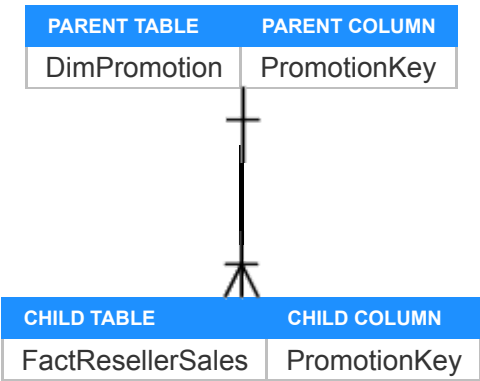 PARENT TABLE PARENT COLUMN
DimPromotion PromotionKey
CHILD TABLE CHILD COLUMN
FactResellerSales PromotionKey